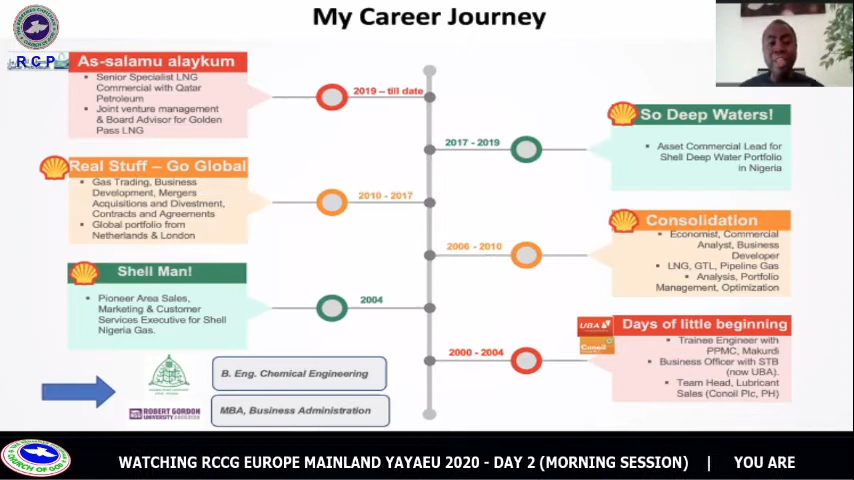 My Career Journey
R C P
As-salamu alaykum
Senior Specialist LNG
Commercial with Qatar
Petroleum
Joint venture management
& Board Advisor for Golden
Pass LNG
2019 – till date
So Deep Waters!
Asset Commercial Lead for
Shell Deep Water Portfolio
in Nigeria
2017 - 2019
Real Stuff – Go Global
Gas Trading, Business
Development, Mergers
Acquisitions and Divestment,
Contracts and Agreements
Global portfolio from
Netherlands & London
2010 - 2017
Consolidation
Economist, Commercial
Analyst, Business
Developer
LNG, GTL, Pipeline Gas
Analysis, Portfolio
Management, Optimization
2006 - 2010
Shell Man!
Pioneer Area Sales,
Marketing & Customer
Services Executive for Shell
Nigeria Gas.
2004
UBA
Conoil
Days of little beginning
Trainee Engineer with
PPMC, Makurdi
Business Officer with STB
(now UBA).
Team Head, Lubricant
Sales (Conoil Plc, PH)
2000 - 2004
B. Eng. Chemical Engineering
ROBERT GORDON
UNIVERSITY ABERDEEN
MBA, Business Administration
WATCHING RCCG EUROPE MAINLAND YAYAEU 2020 - DAY 2 (MORNING SESSION) | YOU ARE